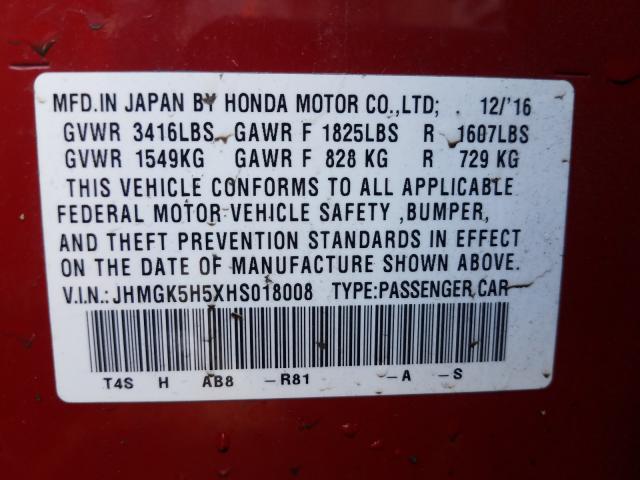 MFD.IN JAPAN BY HONDA MOTOR CO.,LTD; 12/'16
GVWR 3416LBS GAWR F 1825LBS R 1607LBS
GVWR 1549KG GAWR F 828 KG R 729 KG
THIS VEHICLE CONFORMS TO ALL APPLICABLE
FEDERAL MOTOR VEHICLE SAFETY ,BUMPER,
AND THEFT PREVENTION STANDARDS IN EFFECT
ON THE DATE OF MANUFACTURE SHOWN ABOVE.
V.I.N.:JHMGK5H5XHS018008 TYPE:PASSENGER CAR
T4S H AB8 -R81 -A -S